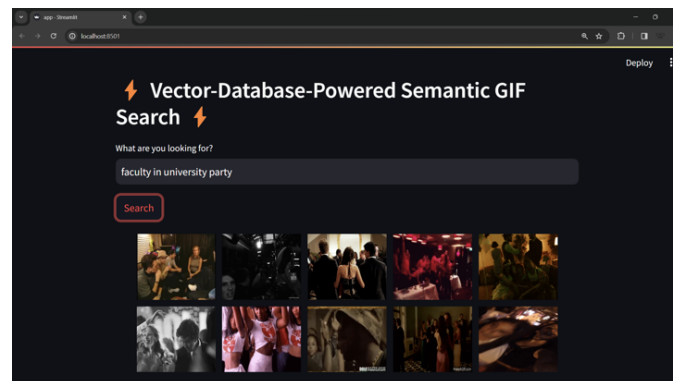 app · Streamlit
localhost:8501
Deploy
Vector-Database-Powered Semantic GIF
Search
What are you looking for?
faculty in university party
Search